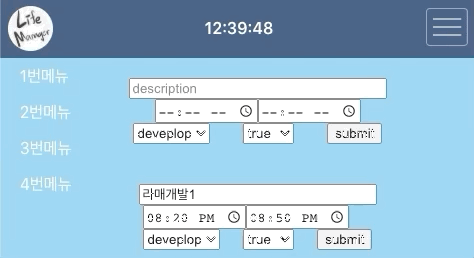 Life
Manager
12:39:48
1번메뉴
description
2번메뉴
--:-- -- --:-- --
deveplop true submit
3번메뉴
4번메뉴
라매개발1
08:20 PM 08:50 PM
deveplop true submit